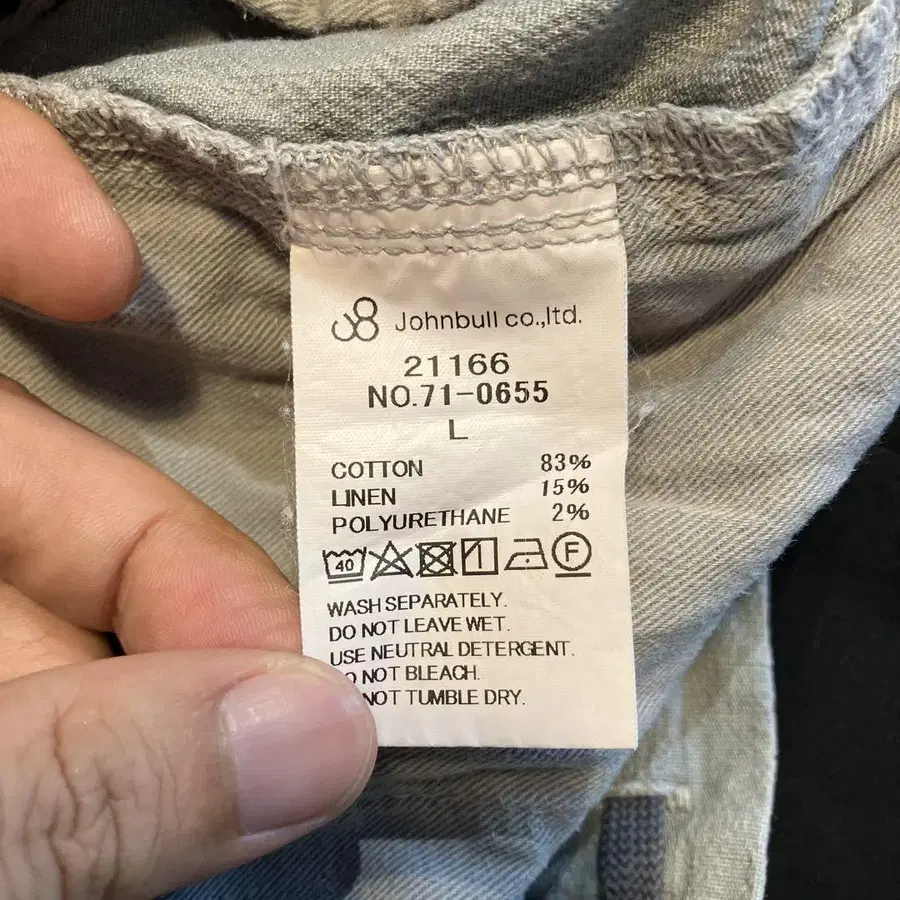 Johnbull co.,ltd.
21166
NO.71-0655
L
COTTON 83%
LINEN 15%
POLYURETHANE 2%
40 F
WASH SEPARATELY.
DO NOT LEAVE WET.
USE NEUTRAL DETERGENT.
NOT BLEACH.
NOT TUMBLE DRY.